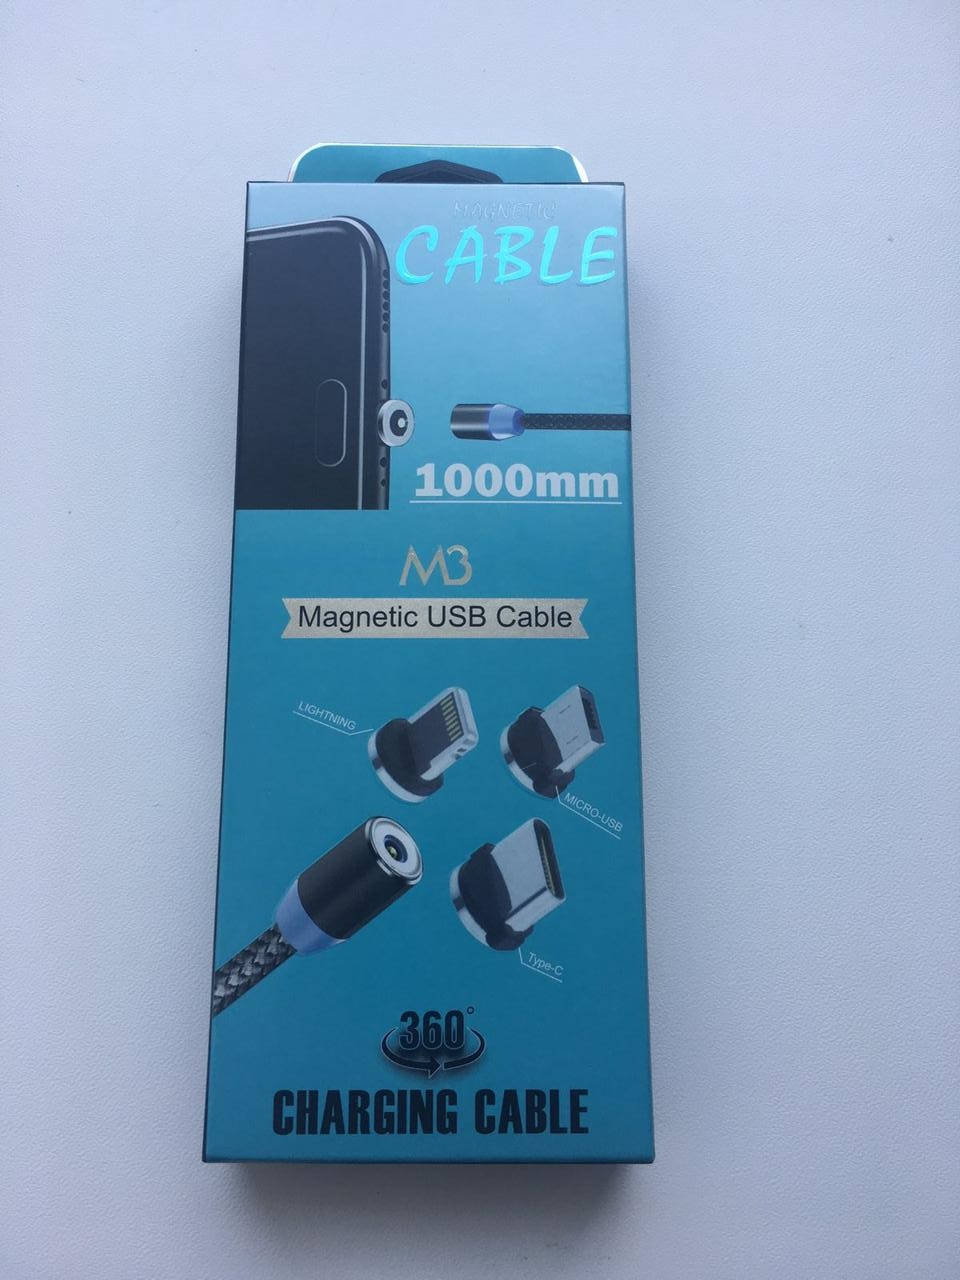 MAGNETIC
CABLE
1000mm
M3
Magnetic USB Cable
LIGHTNING
MICRO-USB
Type-C
360°
CHARGING CABLE